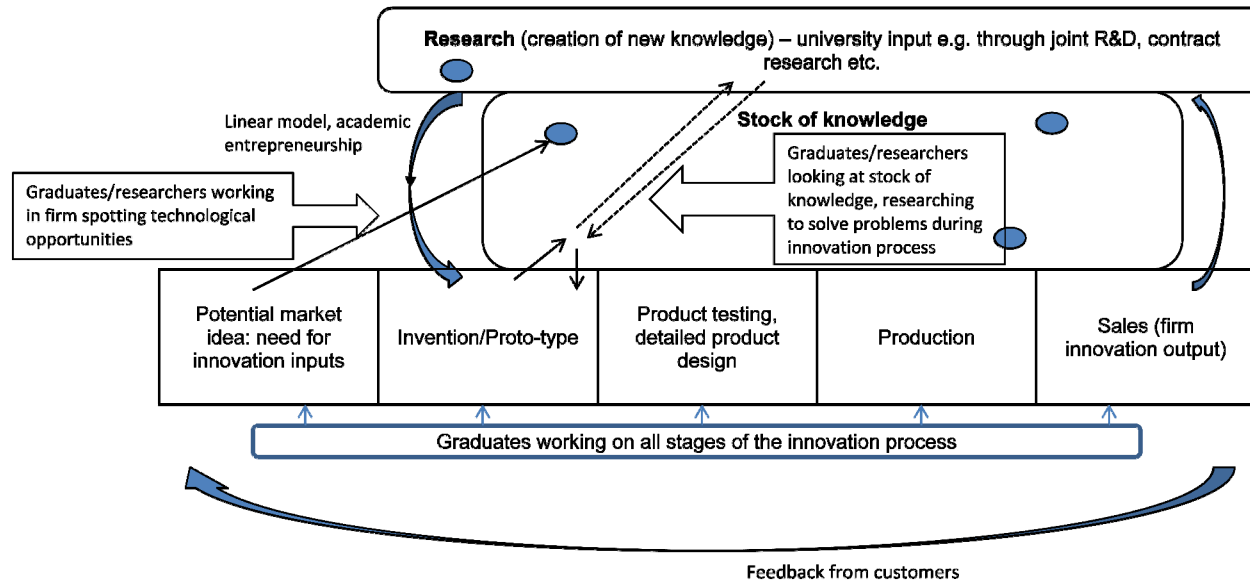 Research (creation of new knowledge) – university input e.g. through joint R&D, contract
research etc.
Linear model, academic
entrepreneurship
Stock of knowledge
Graduates/researchers working
in firm spotting technological
opportunities
Graduates/researchers
looking at stock of
knowledge, researching
to solve problems during
innovation process
Potential market
idea: need for
innovation inputs
Invention/Proto-type
Product testing,
detailed product
design
Production
Sales (firm
innovation output)
Graduates working on all stages of the innovation process
Feedback from customers